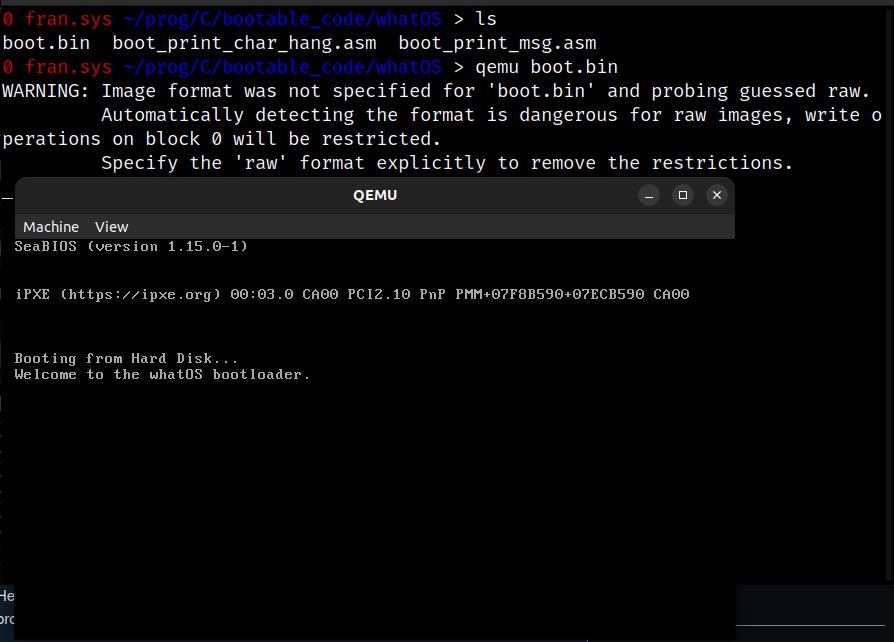 0 fran.sys ~/prog/C/bootable_code/whatOS > ls
boot.bin  boot_print_char_hang.asm  boot_print_msg.asm
0 fran.sys ~/prog/C/bootable_code/whatOS > qemu boot.bin
WARNING: Image format was not specified for 'boot.bin' and probing guessed raw.
         Automatically detecting the format is dangerous for raw images, write o
perations on block 0 will be restricted.
         Specify the 'raw' format explicitly to remove the restrictions.
QEMU
Machine View
SeaBIOS (version 1.15.0-1)
iPXE (https://ipxe.org) 00:03.0 CA00 PCI2.10 PnP PMM+07F8B590+07ECB590 CA00
Booting from Hard Disk...
Welcome to the whatOS bootloader.
He